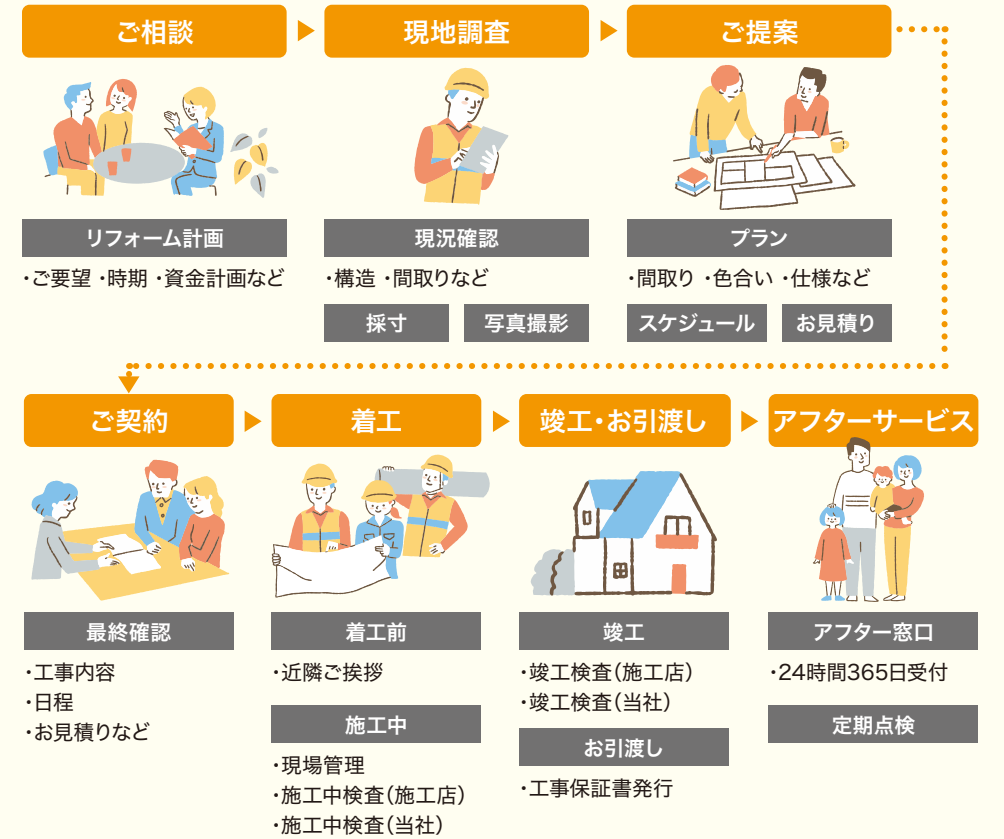 ご相談
現地調査
ご提案
リフォーム計画
・ご要望 ・時期 ・資金計画など
現況確認
・構造 ・間取りなど
採寸
写真撮影
プラン
・間取り ・色合い ・仕様など
スケジュール
お見積り
ご契約
着工
竣工・お引渡し
アフターサービス
最終確認
・工事内容
・日程
・お見積りなど
着工前
・近隣ご挨拶
施工中
・現場管理
・施工中検査(施工店)
・施工中検査(当社)
竣工
・竣工検査(施工店)
・竣工検査(当社)
お引渡し
・工事保証書発行
アフター窓口
・24時間365日受付
定期点検